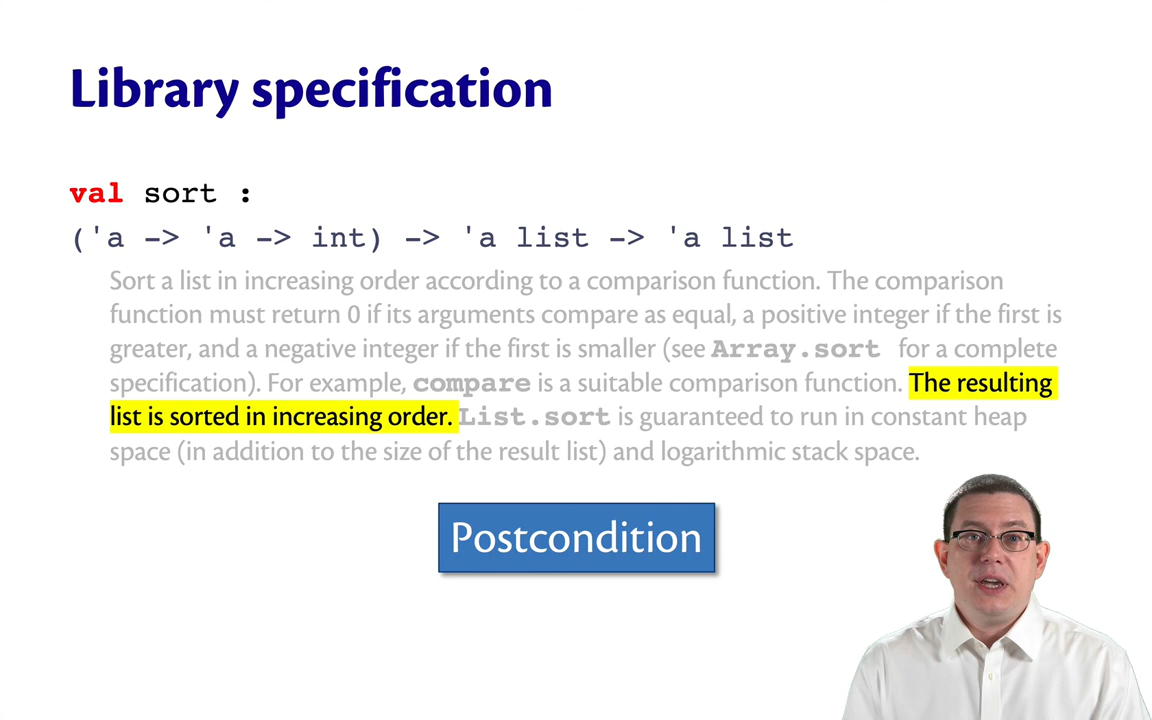 Library specification
val sort :
('a -> 'a -> int) -> 'a list -> 'a list
Sort a list in increasing order according to a comparison function. The comparison
function must return 0 if its arguments compare as equal, a positive integer if the first is
greater, and a negative integer if the first is smaller (see Array.sort for a complete
specification). For example, compare is a suitable comparison function. The resulting
list is sorted in increasing order. List.sort is guaranteed to run in constant heap
space (in addition to the size of the result list) and logarithmic stack space.
Postcondition